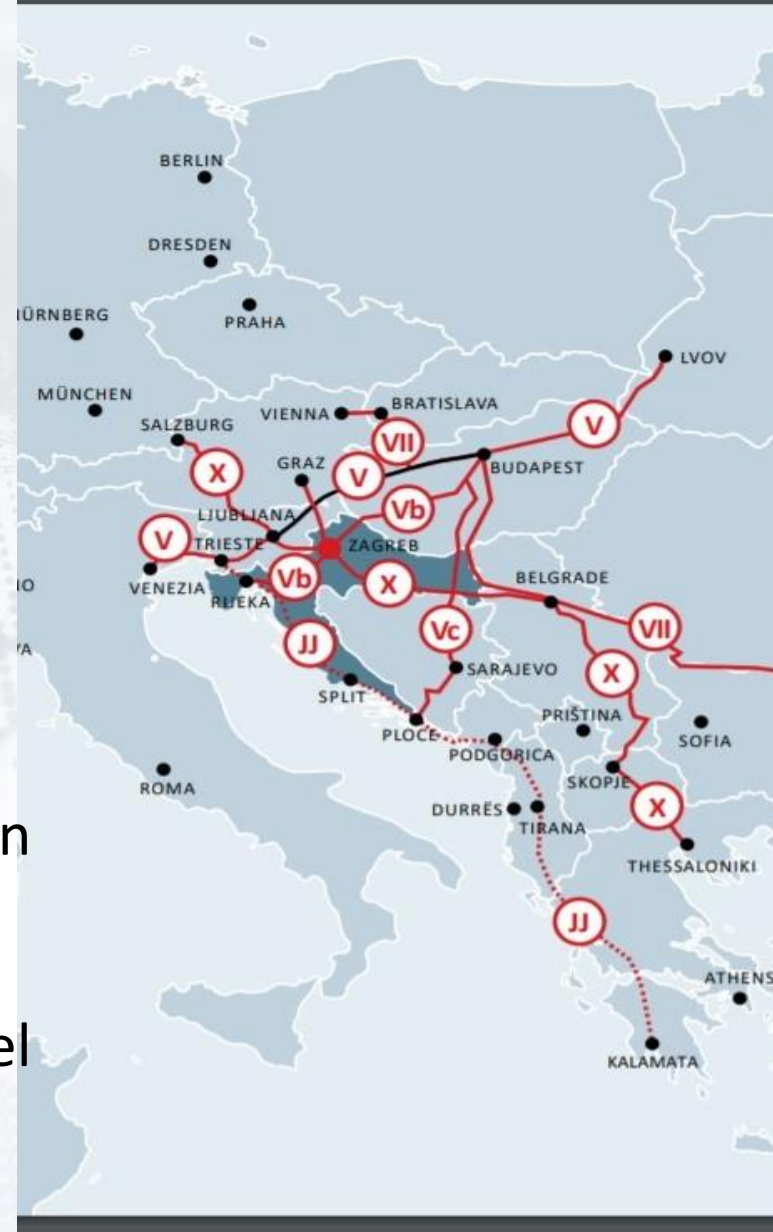 BERLIN
DRESDEN
PRAHA
ÜRNBERG
LVOV
MÜNCHEN
VIENNA
BRATISLAVA
SALZBURG
V
VII
GRAZ
BUDAPEST
X
V
LJUBLJANA
Vb
V
TRIESTE
ZAGREB
VENEZIA
RIJEKA
Vb
X
BELGRADE
VII
JJ
Vc
SARAJEVO
X
SPLIT
PRIŠTINA
PLOCE
SOFIA
PODGORICA
ROMA
SKOPJE
DURRËS
TIRANA
X
n
THESSALONIKI
JJ
ATHENS
el
KALAMATA